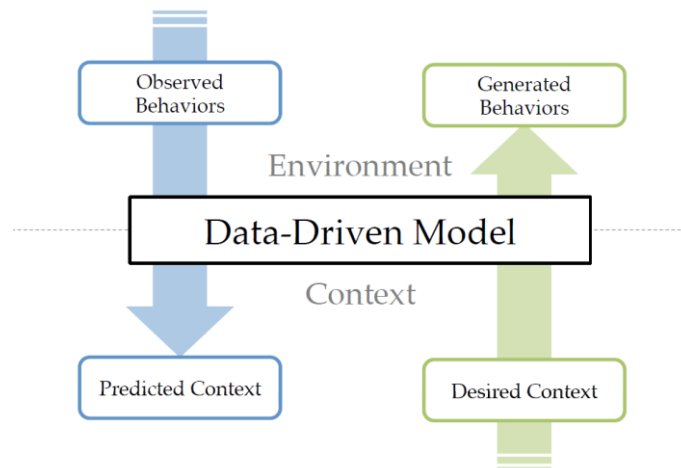 Observed
Behaviors
Generated
Behaviors
Environment
Data-Driven Model
Context
Predicted Context
Desired Context